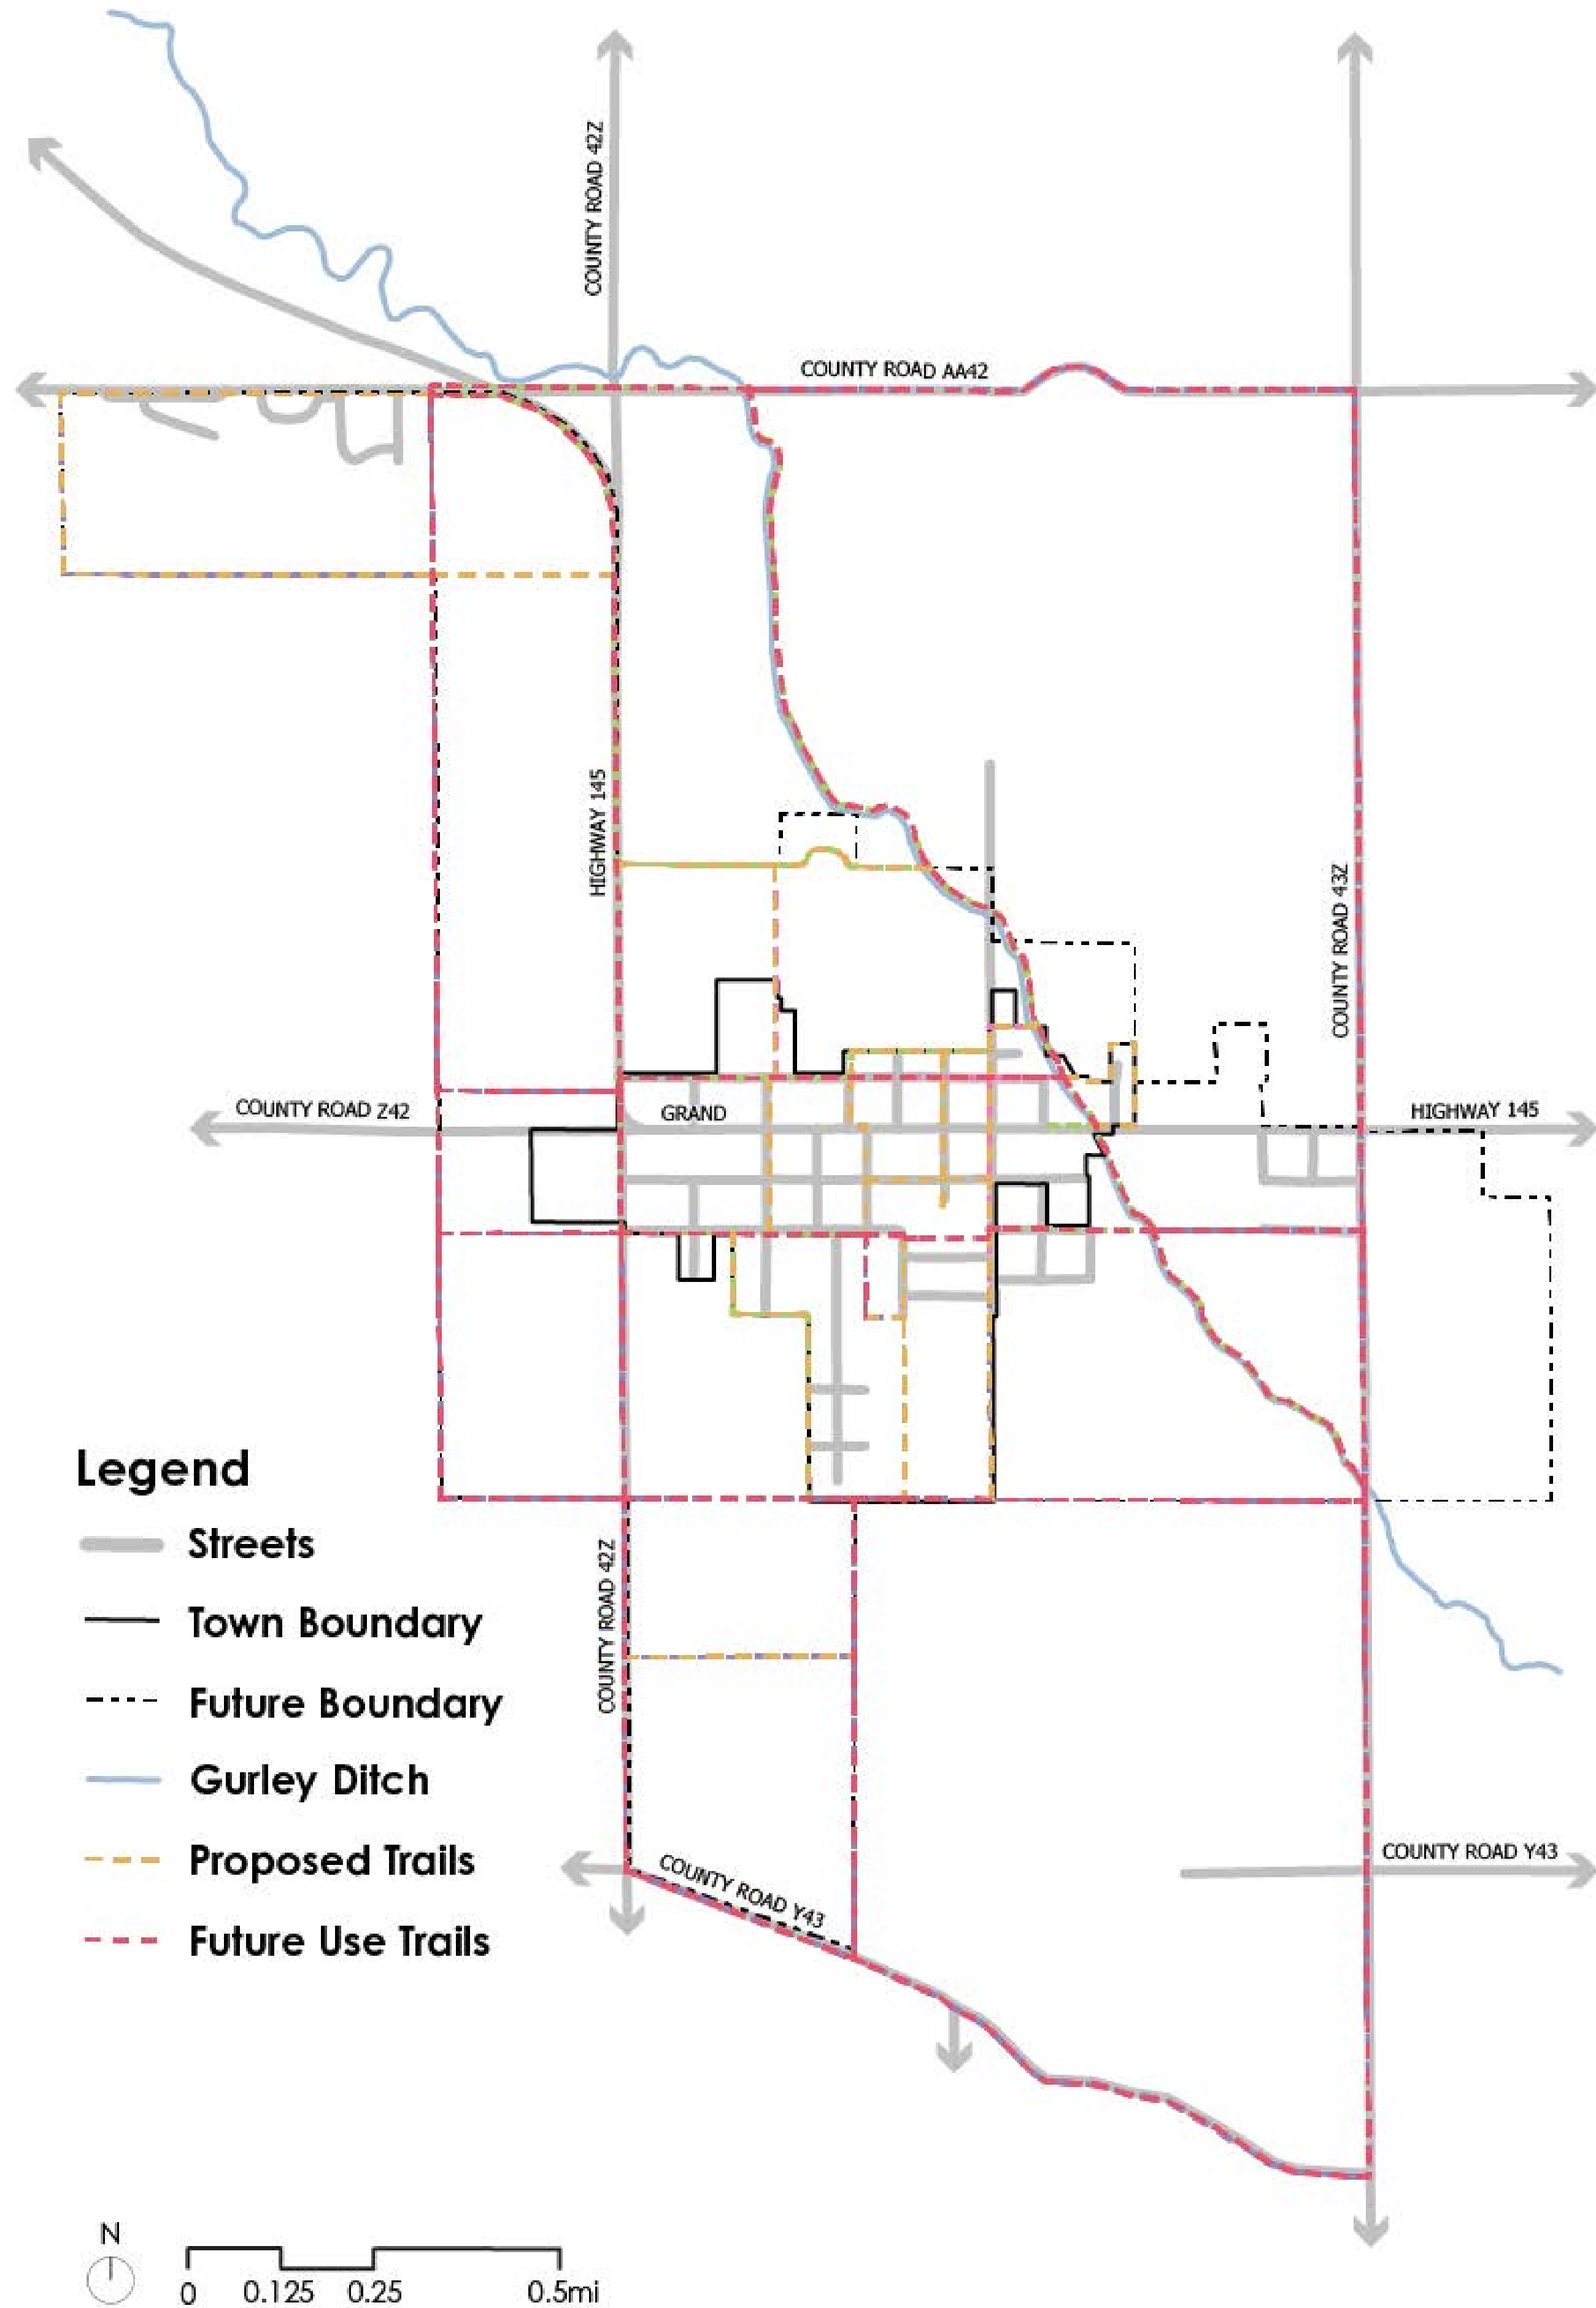 COUNTY ROAD 42Z
COUNTY ROAD AA42
HIGHWAY 145
COUNTY ROAD 43Z
COUNTY ROAD Z42
GRAND
HIGHWAY 145
Legend
Streets
Town Boundary
Future Boundary
Gurley Ditch
Proposed Trails
Future Use Trails
COUNTY ROAD 42Z
COUNTY ROAD Y43
COUNTY ROAD Y43
N
0 0.125 0.25 0.5mi